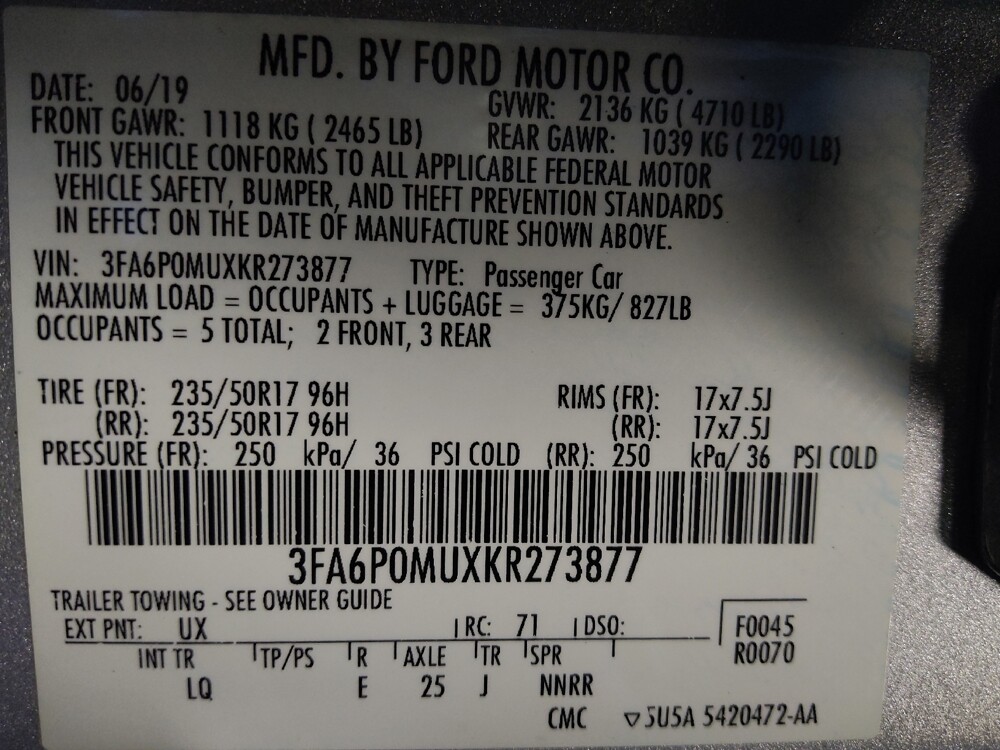 MFD. BY FORD MOTOR CO.
DATE: 06/19 GVWR: 2136 KG ( 4710 LB)
FRONT GAWR: 1118 KG ( 2465 LB) REAR GAWR: 1039 KG ( 2290 LB)
THIS VEHICLE CONFORMS TO ALL APPLICABLE FEDERAL MOTOR
VEHICLE SAFETY, BUMPER, AND THEFT PREVENTION STANDARDS
IN EFFECT ON THE DATE OF MANUFACTURE SHOWN ABOVE.
VIN: 3FA6P0MUXKR273877 TYPE: Passenger Car
MAXIMUM LOAD = OCCUPANTS + LUGGAGE = 375KG/ 827LB
OCCUPANTS = 5 TOTAL; 2 FRONT, 3 REAR
TIRE (FR): 235/50R17 96H RIMS (FR): 17x7.5J
(RR): 235/50R17 96H (RR): 17x7.5J
PRESSURE (FR): 250 kPa/ 36 PSI COLD (RR): 250 kPa/ 36 PSI COLD
3FA6P0MUXKR273877
TRAILER TOWING - SEE OWNER GUIDE
EXT PNT: UX RC: 71 DSO: F0045
INT TR TP/PS R AXLE TR SPR R0070
LQ E 25 J NNRR
CMC ▽5U5A 5420472-AA